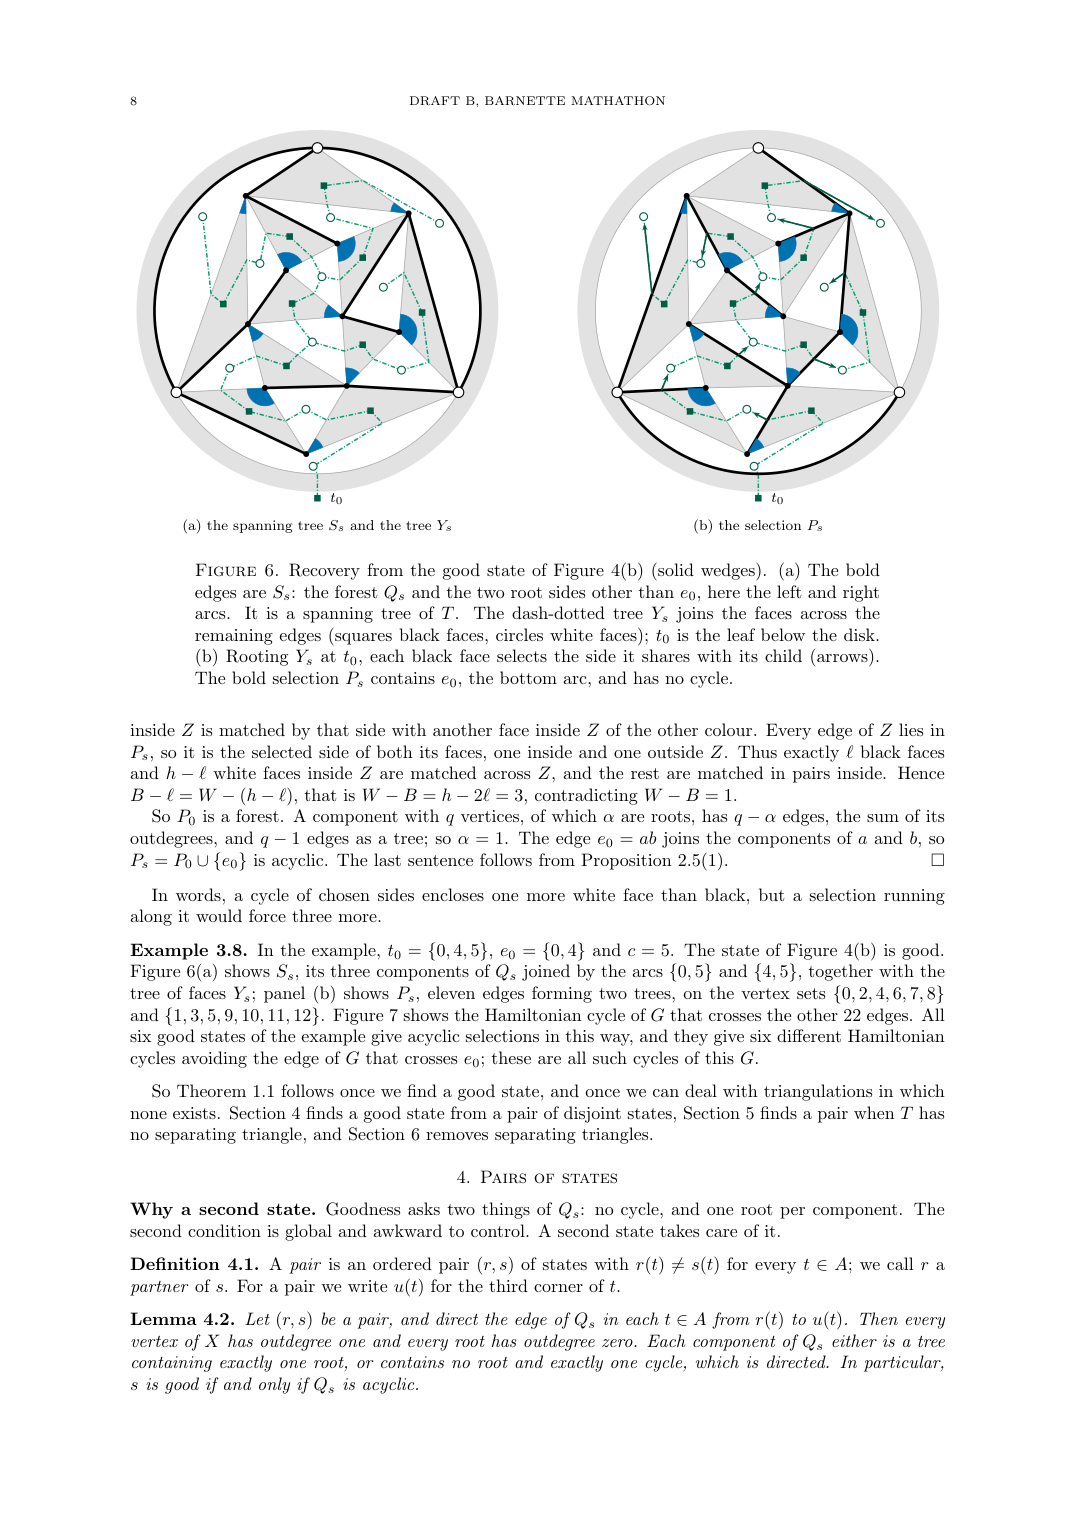 8
DRAFT B, BARNETTE MATHATHON
t₀
t₀
(a) the spanning tree Sₛ and the tree Yₛ
(b) the selection Pₛ
FIGURE 6. Recovery from the good state of Figure 4(b) (solid wedges). (a) The bold
edges are Sₛ: the forest Qₛ and the two root sides other than e₀, here the left and right
arcs. It is a spanning tree of T. The dash-dotted tree Yₛ joins the faces across the
remaining edges (squares black faces, circles white faces); t₀ is the leaf below the disk.
(b) Rooting Yₛ at t₀, each black face selects the side it shares with its child (arrows).
The bold selection Pₛ contains e₀, the bottom arc, and has no cycle.
inside Z is matched by that side with another face inside Z of the other colour. Every edge of Z lies in
Pₛ, so it is the selected side of both its faces, one inside and one outside Z. Thus exactly ℓ black faces
and h − ℓ white faces inside Z are matched across Z, and the rest are matched in pairs inside. Hence
B − ℓ = W − (h − ℓ), that is W − B = h − 2ℓ = 3, contradicting W − B = 1.
So P₀ is a forest. A component with q vertices, of which α are roots, has q − α edges, the sum of its
outdegrees, and q − 1 edges as a tree; so α = 1. The edge e₀ = ab joins the components of a and b, so
Pₛ = P₀ ∪ {e₀} is acyclic. The last sentence follows from Proposition 2.5(1). □
In words, a cycle of chosen sides encloses one more white face than black, but a selection running
along it would force three more.
Example 3.8. In the example, t₀ = {0, 4, 5}, e₀ = {0, 4} and c = 5. The state of Figure 4(b) is good.
Figure 6(a) shows Sₛ, its three components of Qₛ joined by the arcs {0, 5} and {4, 5}, together with the
tree of faces Yₛ; panel (b) shows Pₛ, eleven edges forming two trees, on the vertex sets {0, 2, 4, 6, 7, 8}
and {1, 3, 5, 9, 10, 11, 12}. Figure 7 shows the Hamiltonian cycle of G that crosses the other 22 edges. All
six good states of the example give acyclic selections in this way, and they give six different Hamiltonian
cycles avoiding the edge of G that crosses e₀; these are all such cycles of this G.
So Theorem 1.1 follows once we find a good state, and once we can deal with triangulations in which
none exists. Section 4 finds a good state from a pair of disjoint states, Section 5 finds a pair when T has
no separating triangle, and Section 6 removes separating triangles.
4. PAIRS OF STATES
Why a second state. Goodness asks two things of Qₛ: no cycle, and one root per component. The
second condition is global and awkward to control. A second state takes care of it.
Definition 4.1. A pair is an ordered pair (r, s) of states with r(t) ≠ s(t) for every t ∈ A; we call r a
partner of s. For a pair we write u(t) for the third corner of t.
Lemma 4.2. Let (r, s) be a pair, and direct the edge of Qₛ in each t ∈ A from r(t) to u(t). Then every
vertex of X has outdegree one and every root has outdegree zero. Each component of Qₛ either is a tree
containing exactly one root, or contains no root and exactly one cycle, which is directed. In particular,
s is good if and only if Qₛ is acyclic.